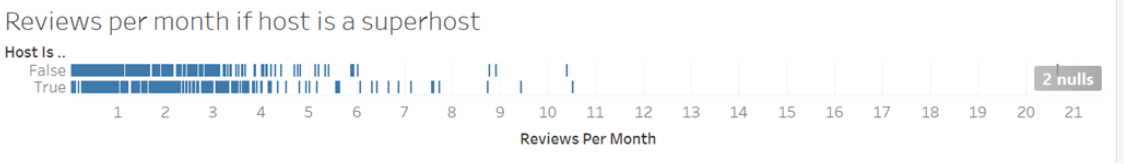 Reviews per month if host is a superhost
Host Is ..
False
True
2 nulls
1 2 3 4 5 6 7 8 9 10 11 12 13 14 15 16 17 18 19 20 21
Reviews Per Month